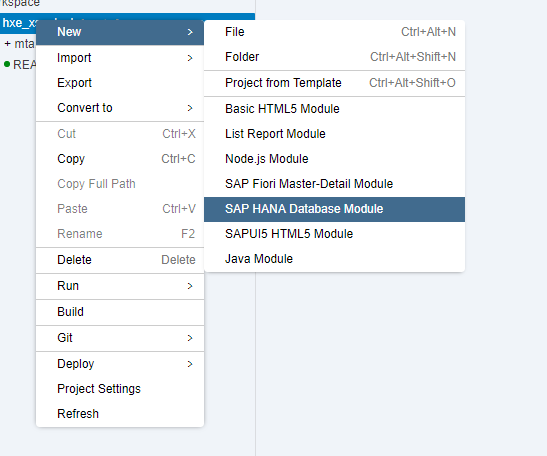 kspace
New >
File Ctrl+Alt+N
+ mta
Import >
Folder Ctrl+Alt+Shift+N
REA
Export
Project from Template Ctrl+Alt+Shift+O
Convert to >
Basic HTML5 Module
Cut Ctrl+X
List Report Module
Copy Ctrl+C
Node.js Module
Copy Full Path
SAP Fiori Master-Detail Module
Paste Ctrl+V
SAP HANA Database Module
Rename F2
SAPUI5 HTML5 Module
Delete Delete
Java Module
Run >
Build
Git >
Deploy >
Project Settings
Refresh